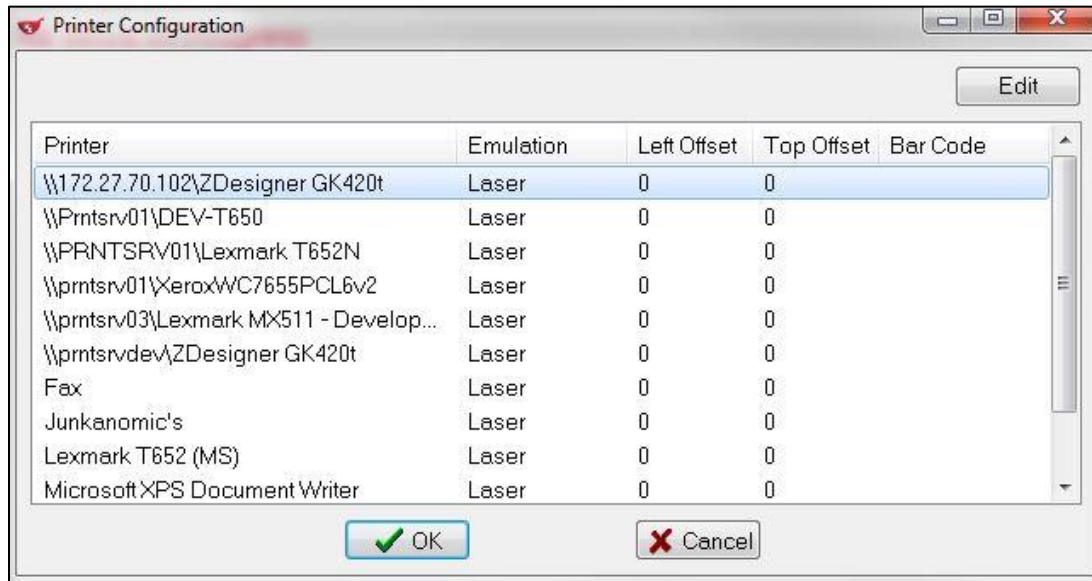 Printer Configuration
Edit
Printer Emulation Left Offset Top Offset Bar Code
\\172.27.70.102\ZDesigner GK420t Laser 0 0
\\Prntsrv01\DEV-T650 Laser 0 0
\\PRNTSRV01\Lexmark T652N Laser 0 0
\\prntsrv01\XeroxWC7655PCL6v2 Laser 0 0
\\prntsrv03\Lexmark MX511 - Develop... Laser 0 0
\\prntsrvdev\ZDesigner GK420t Laser 0 0
Fax Laser 0 0
Junkanomic's Laser 0 0
Lexmark T652 (MS) Laser 0 0
Microsoft XPS Document Writer Laser 0 0
OK Cancel